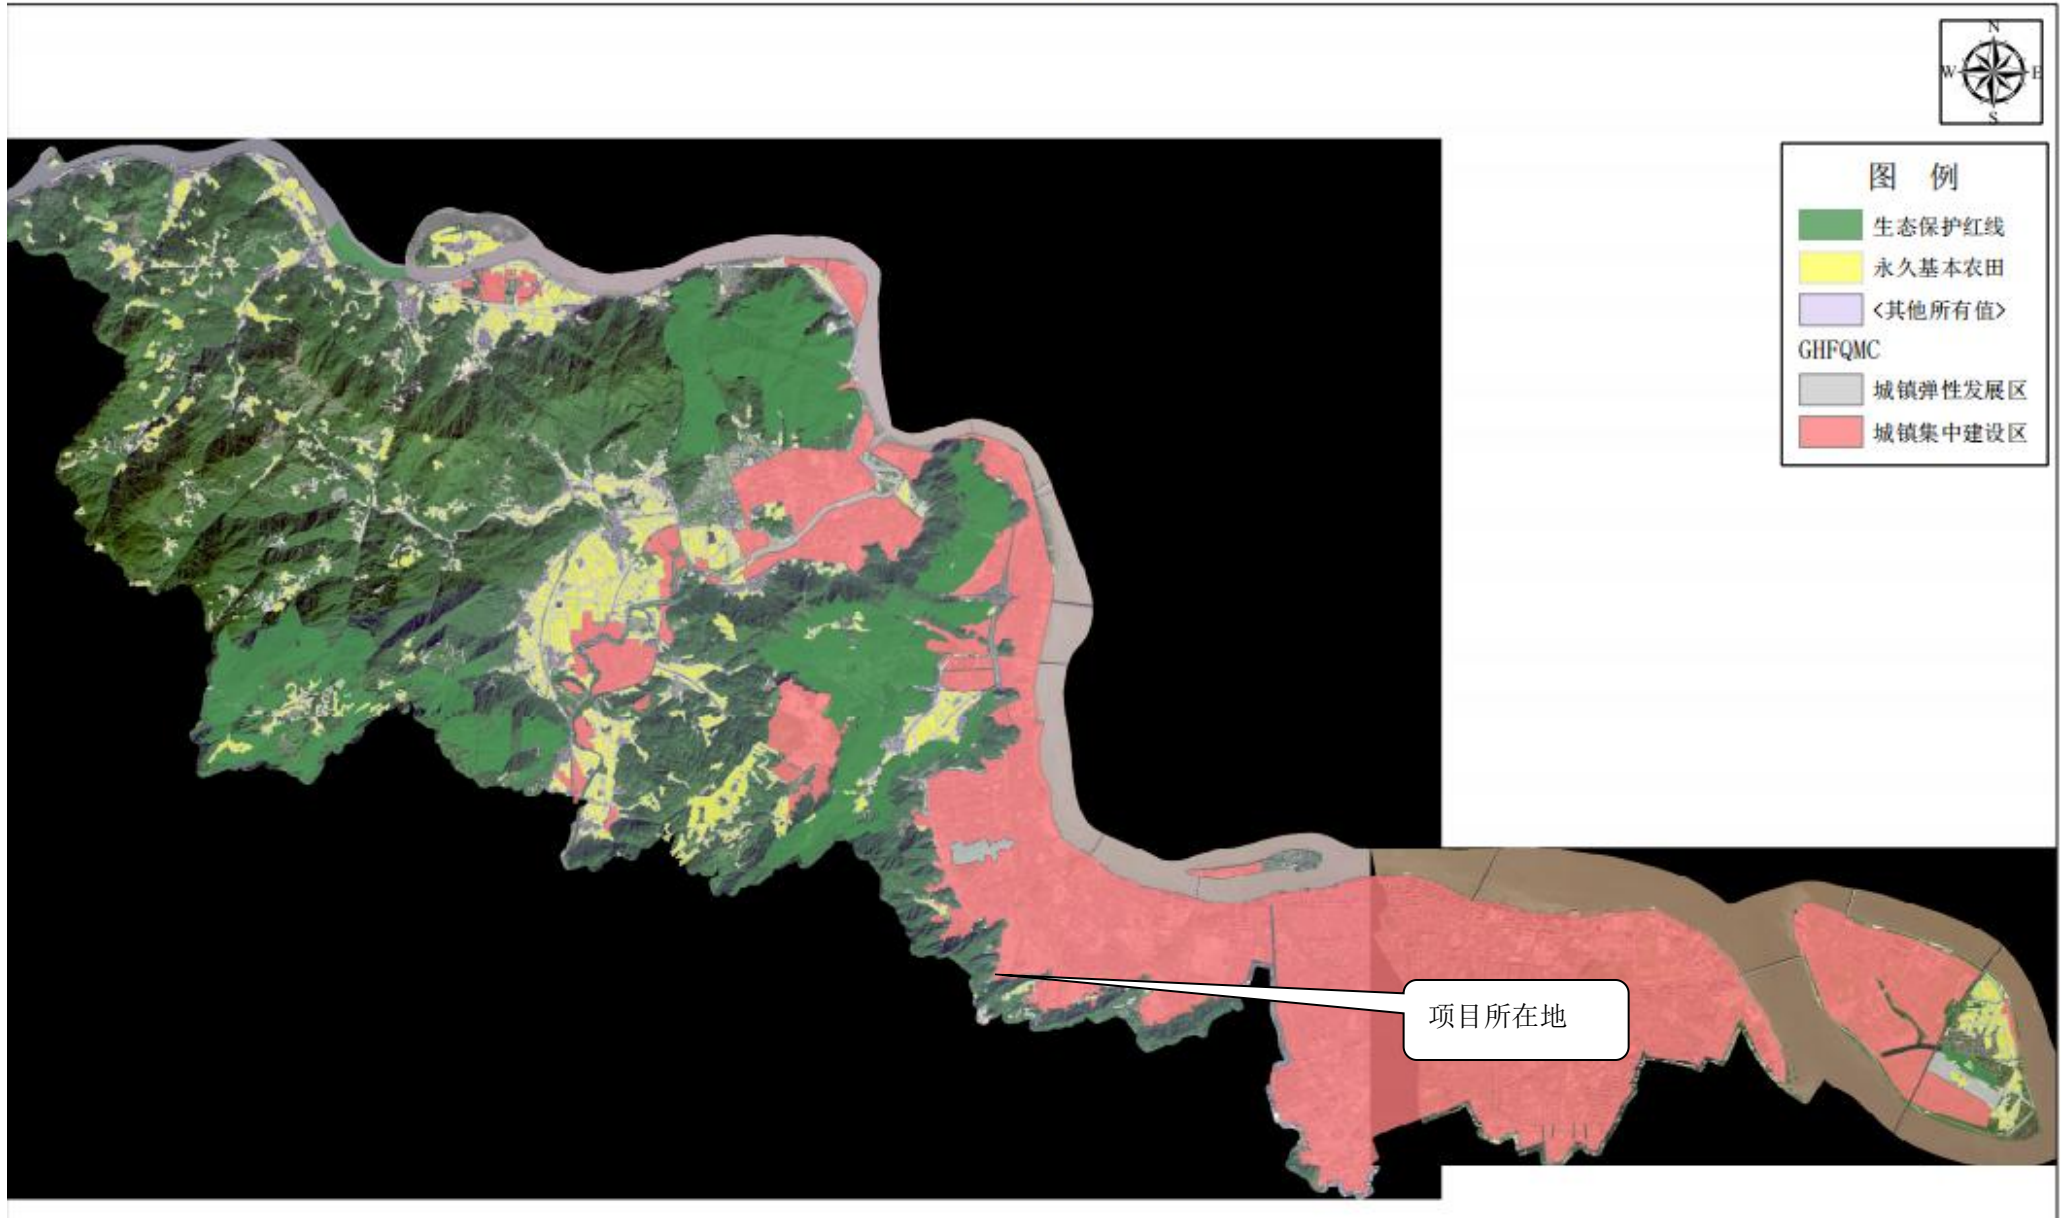 N
W
E
S
图 例
生态保护红线
永久基本农田
<其他所有值>
GHFQMC
城镇弹性发展区
城镇集中建设区
项目所在地